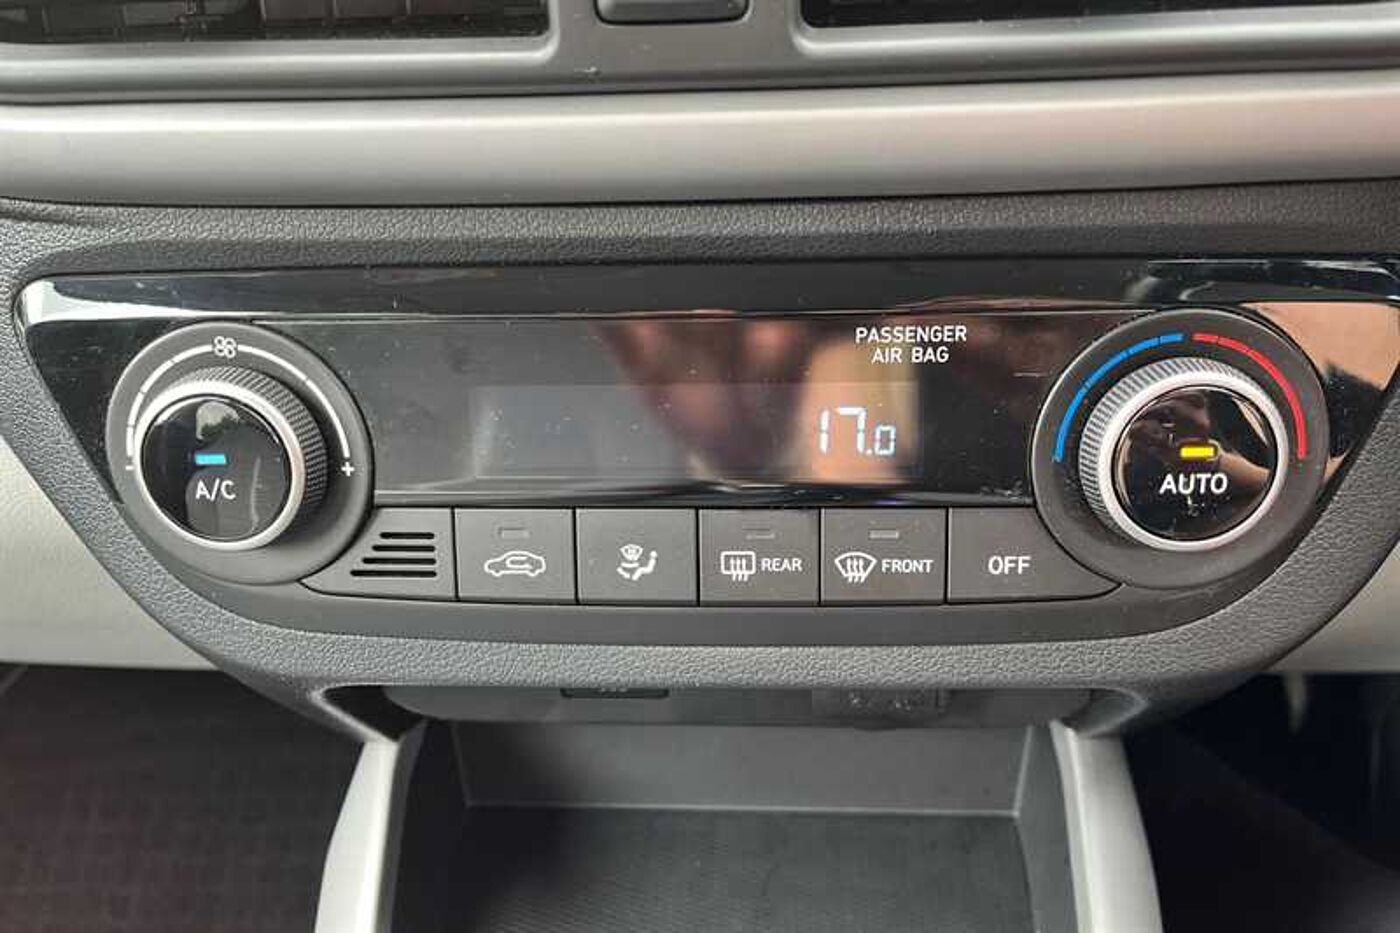 PASSENGER
AIR BAG
17.0
- +
A/C
AUTO
REAR
FRONT
OFF